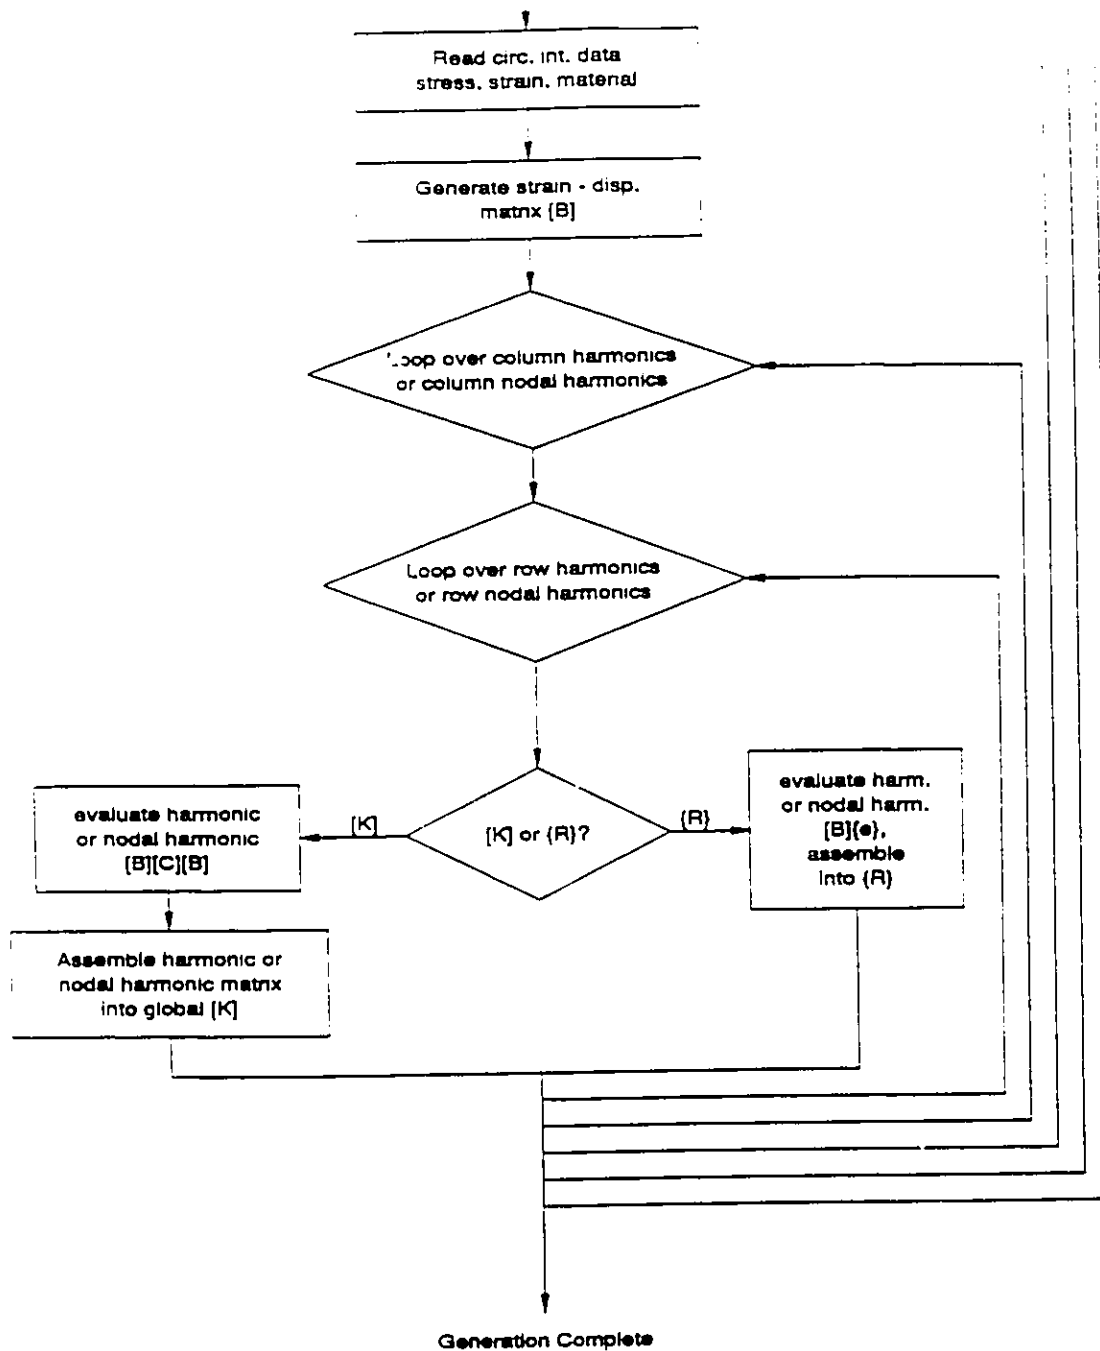 Read circ. int. data
stress, strain, material
Generate strain - disp.
matrix [B]
Loop over column harmonics
or column nodal harmonics
Loop over row harmonics
or row nodal harmonics
[K] or {R}?
[K]
{R}
evaluate harmonic
or nodal harmonic
[B][C][B]
evaluate harm.
or nodal harm.
[B]{e},
assemble
into {R}
Assemble harmonic or
nodal harmonic matrix
into global [K]
Generation Complete